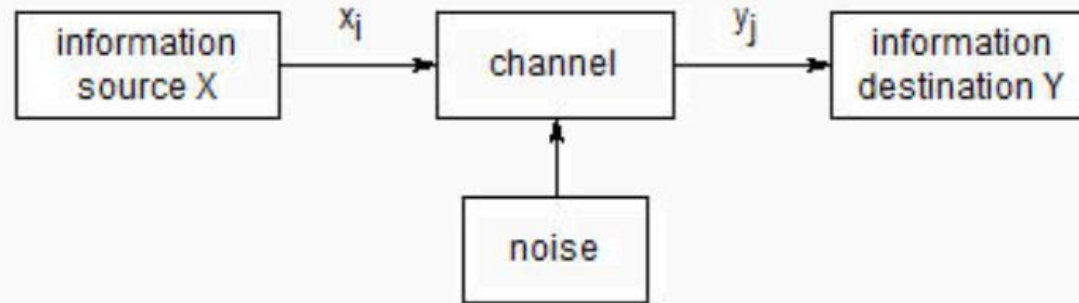 information
source X
xi
channel
yj
information
destination Y
noise